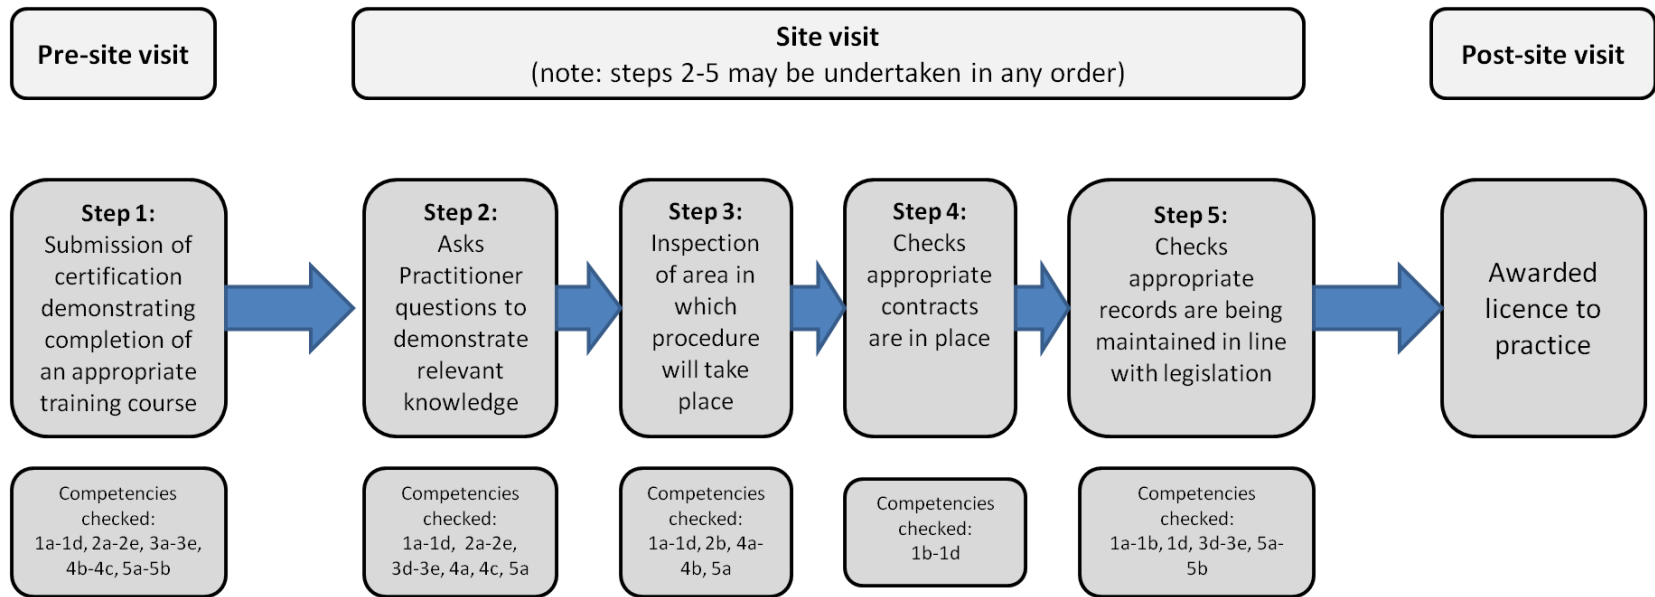 Pre-site visit
Site visit
(note: steps 2-5 may be undertaken in any order)
Post-site visit
Step 1:
Submission of
certification
demonstrating
completion of
an appropriate
training course
Step 2:
Asks
Practitioner
questions to
demonstrate
relevant
knowledge
Step 3:
Inspection
of area in
which
procedure
will take
place
Step 4:
Checks
appropriate
contracts
are in place
Step 5:
Checks
appropriate
records are being
maintained in line
with legislation
Awarded
licence to
practice
Competencies
checked:
1a-1d, 2a-2e, 3a-3e,
4b-4c, 5a-5b
Competencies
checked:
1a-1d, 2a-2e,
3d-3e, 4a, 4c, 5a
Competencies
checked:
1a-1d, 2b, 4a-
4b, 5a
Competencies
checked:
1b-1d
Competencies
checked:
1a-1b, 1d, 3d-3e, 5a-
5b